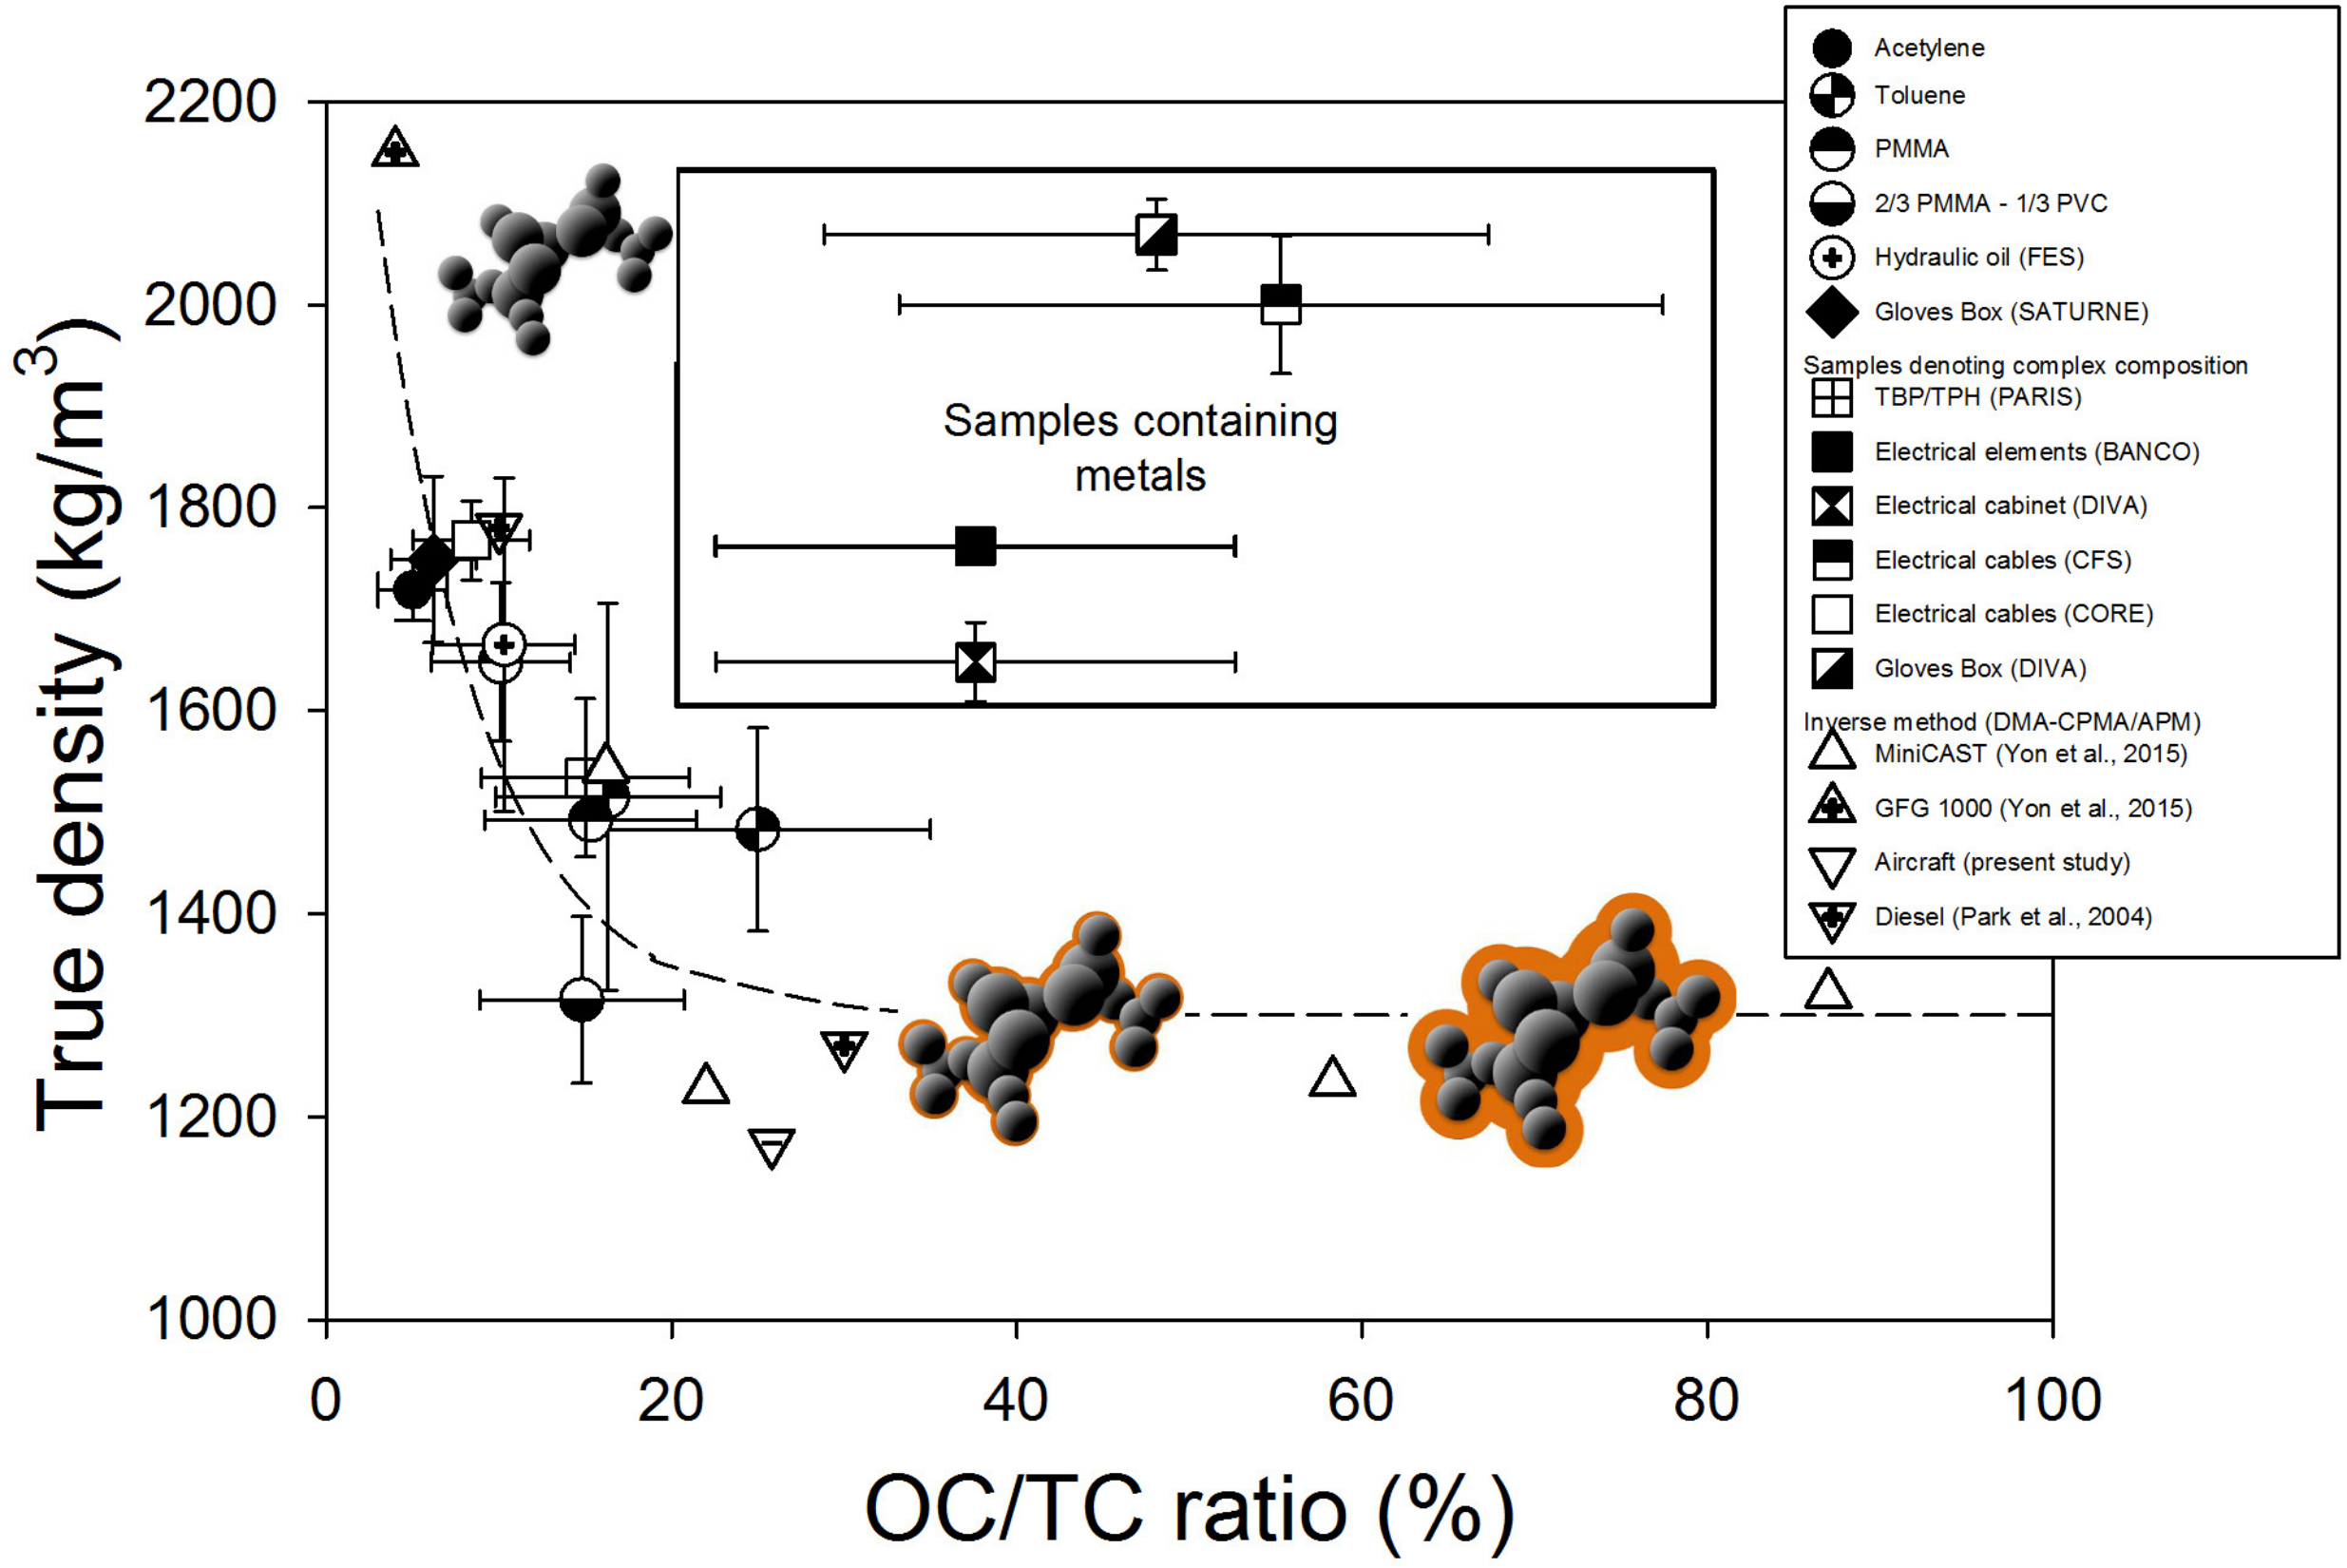 True density (kg/m³)
2200
2000
1800
1600
1400
1200
1000
Samples containing
metals
0 20 40 60 80 100
OC/TC ratio (%)
Acetylene
Toluene
PMMA
2/3 PMMA - 1/3 PVC
Hydraulic oil (FES)
Gloves Box (SATURNE)
Samples denoting complex composition
TBP/TPH (PARIS)
Electrical elements (BANCO)
Electrical cabinet (DIVA)
Electrical cables (CFS)
Electrical cables (CORE)
Gloves Box (DIVA)
Inverse method (DMA-CPMA/APM)
MiniCAST (Yon et al., 2015)
GFG 1000 (Yon et al., 2015)
Aircraft (present study)
Diesel (Park et al., 2004)